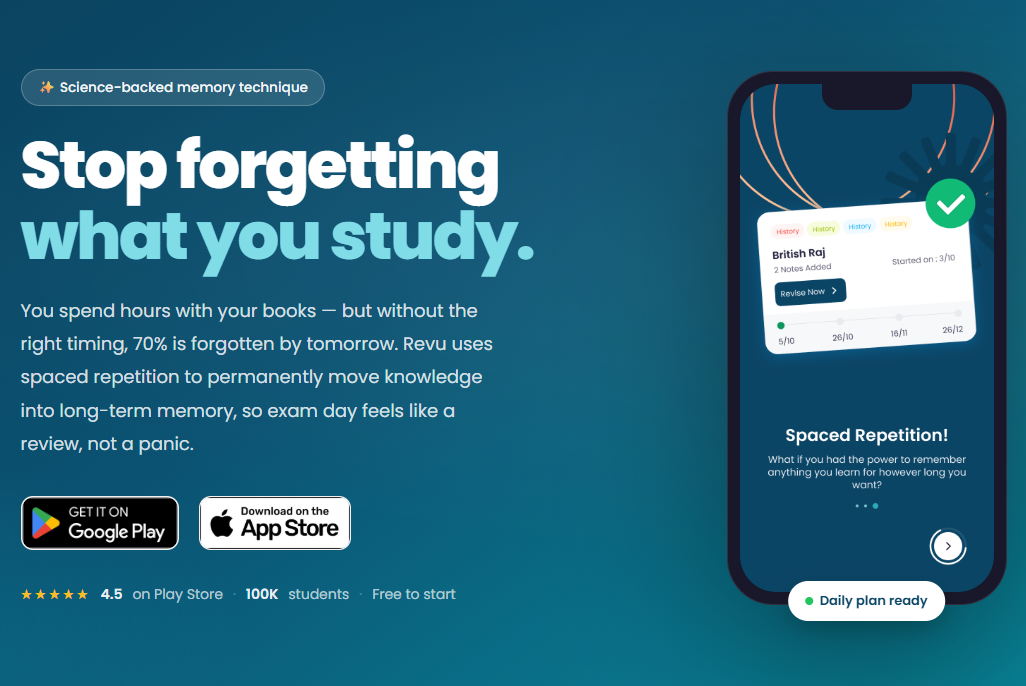 Science-backed memory technique
Stop forgetting
what you study.
You spend hours with your books — but without the
right timing, 70% is forgotten by tomorrow. Revu uses
spaced repetition to permanently move knowledge
into long-term memory, so exam day feels like a
review, not a panic.
GET IT ON
Google Play
Download on the
App Store
★★★★★ 4.5 on Play Store · 100K students · Free to start
History History History History
British Raj
2 Notes Added
Started on : 3/10
Revise Now
5/10 26/10 16/11 26/12
Spaced Repetition!
What if you had the power to remember
anything you learn for however long you
want?
Daily plan ready